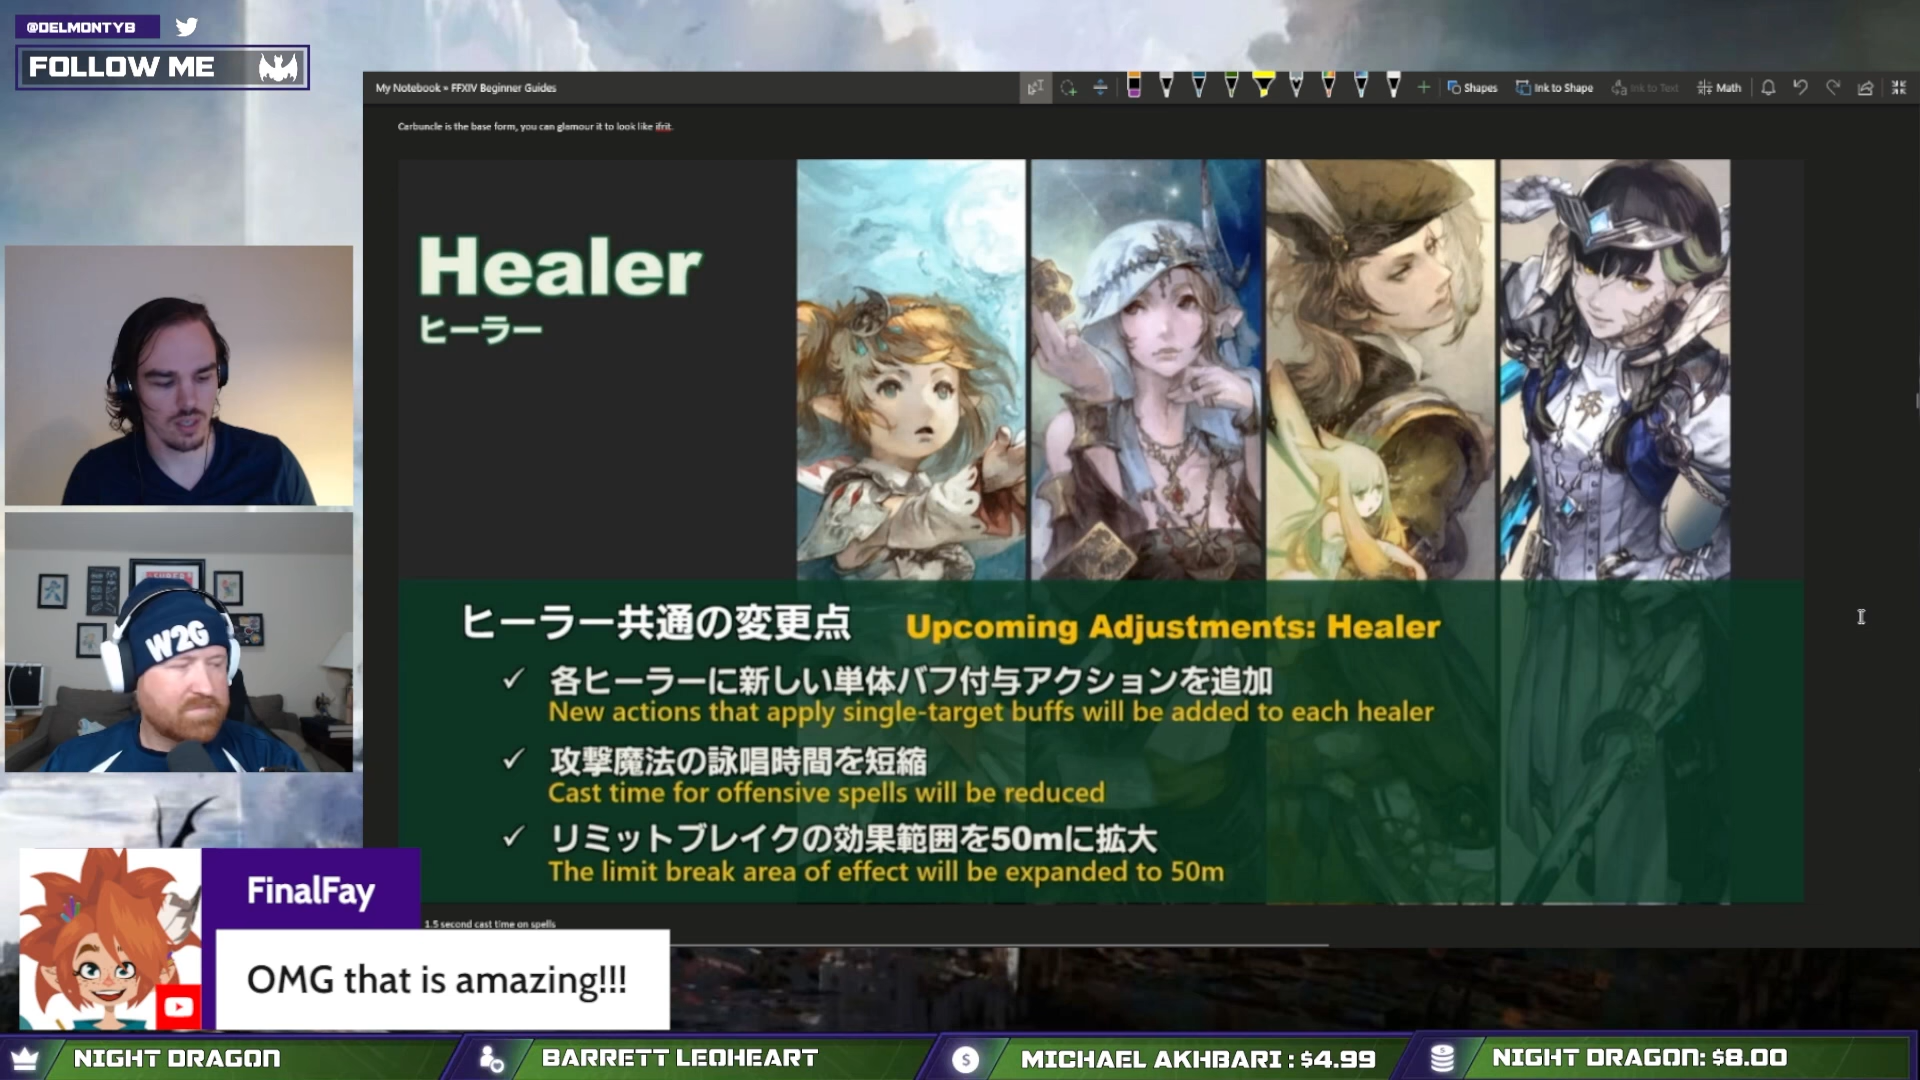 @DELMONTYB
FOLLOW ME
My Notebook » FFXIV Beginner Guides
Shapes
Ink to Shape
Ink to Text
Math
Carbuncle is the base form, you can glamour it to look like ifrit.
Healer
ヒーラー
ヒーラー共通の変更点 Upcoming Adjustments: Healer
✓ 各ヒーラーに新しい単体バフ付与アクションを追加
New actions that apply single-target buffs will be added to each healer
✓ 攻撃魔法の詠唱時間を短縮
Cast time for offensive spells will be reduced
✓ リミットブレイクの効果範囲を50mに拡大
The limit break area of effect will be expanded to 50m
1.5 second cast time on spells
W2G
FinalFay
OMG that is amazing!!!
NIGHT DRAGON
BARRETT LEOHEART
MICHAEL AKHBARI : $4.99
NIGHT DRAGON: $8.00